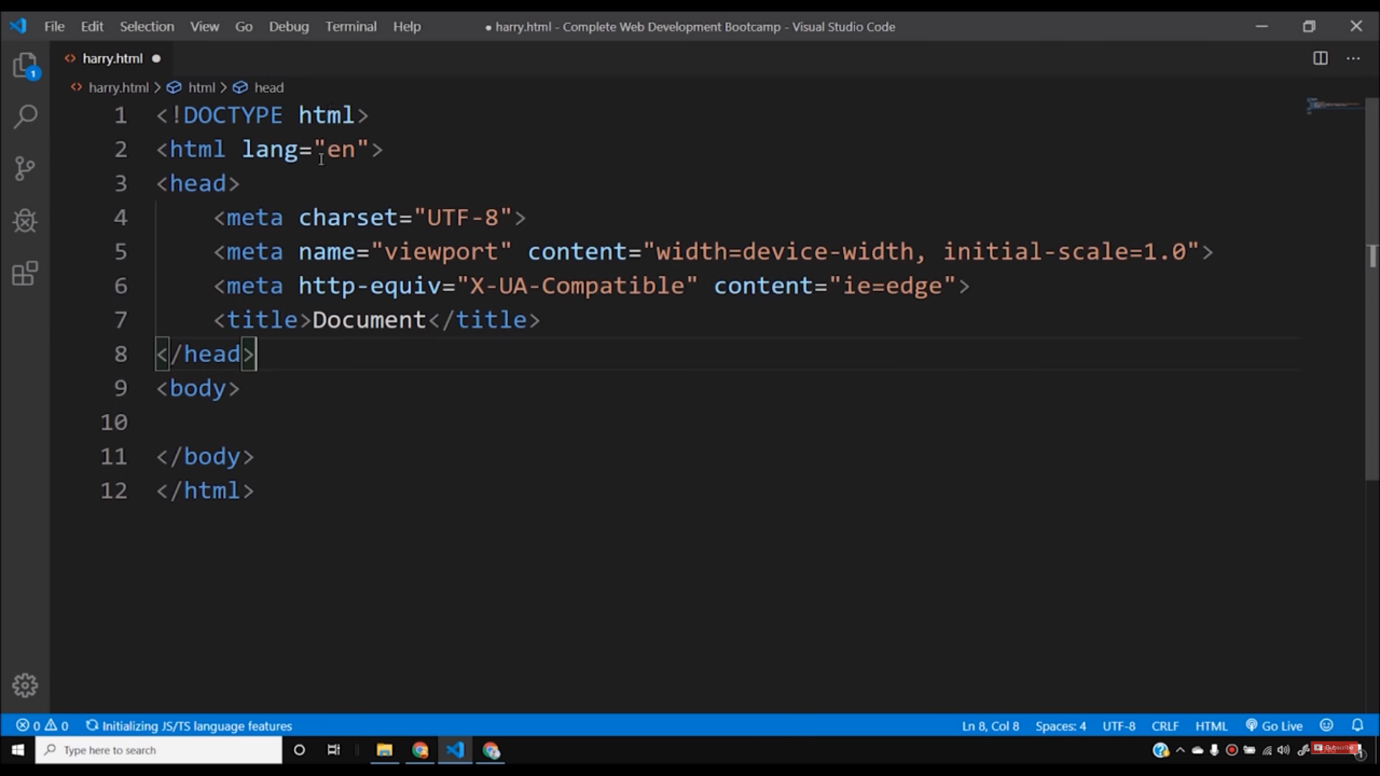 File Edit Selection View Go Debug Terminal Help ● harry.html - Complete Web Development Bootcamp - Visual Studio Code
harry.html ●
harry.html > html > head
1 <!DOCTYPE html>
2 <html lang="en">
3 <head>
4 <meta charset="UTF-8">
5 <meta name="viewport" content="width=device-width, initial-scale=1.0">
6 <meta http-equiv="X-UA-Compatible" content="ie=edge">
7 <title>Document</title>
8 </head>
9 <body>
10
11 </body>
12 </html>
1
0 0 Initializing JS/TS language features Ln 8, Col 8 Spaces: 4 UTF-8 CRLF HTML Go Live
Type here to search